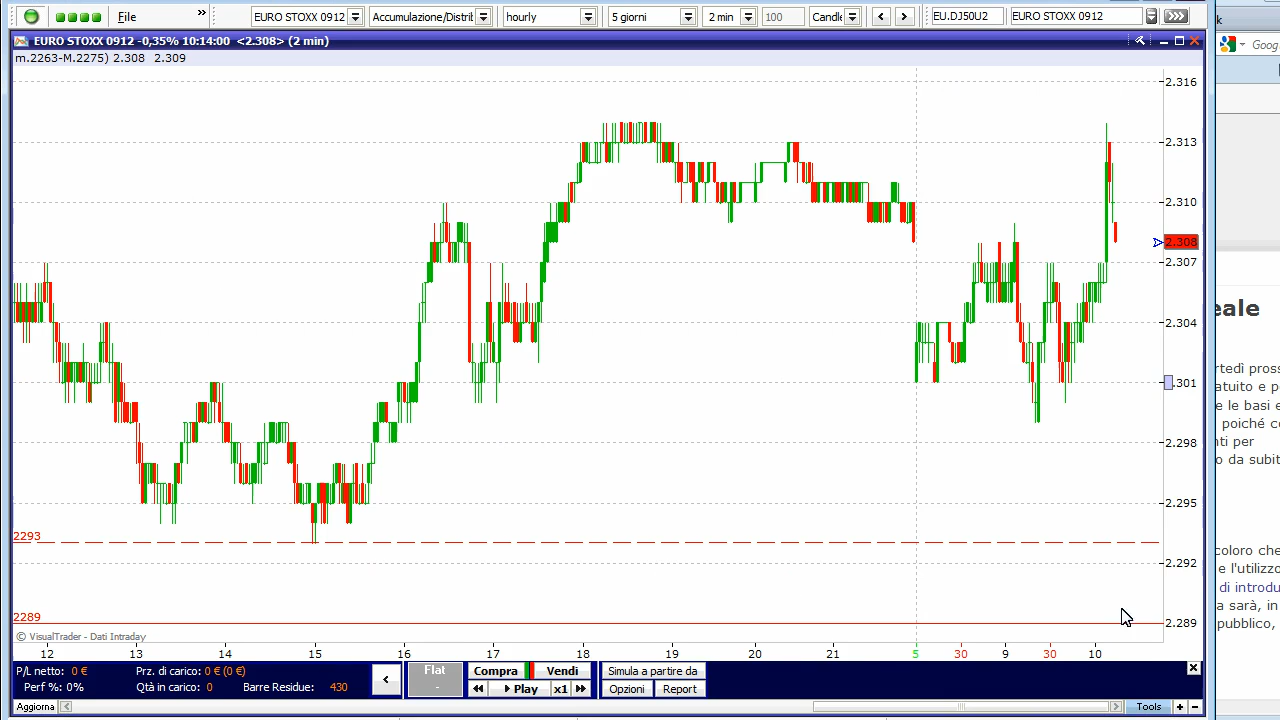 File
»
EURO STOXX 0912
Accumulazione/Distrib
hourly
5 giorni
2 min
100
Candle
EU.DJ50U2
EURO STOXX 0912
EURO STOXX 0912 -0,35% 10:14:00 <2.308> (2 min)
m.2263-M.2275) 2.308 2.309
2.316
2.313
2.310
2.308
2.307
2.304
2.301
2.298
2.295
2293
2.292
2289
2.289
© VisualTrader - Dati Intraday
12 13 14 15 16 17 18 19 20 21 5 30 9 30 10
P/L netto: 0 € Prz. di carico: 0 € (0 €)
Perf %: 0% Qtà in carico: 0 Barre Residue: 430
<
Flat
-
Compra Vendi
Play x1
Simula a partire da
Opzioni Report
Aggiorna
Tools + -
k
Goog
eale
rtedì pross
atuito e p
e le basi e
poiché co
nti per
o da subit
coloro che
e l'utilizzo
di introdu
a sarà, in
pubblico,